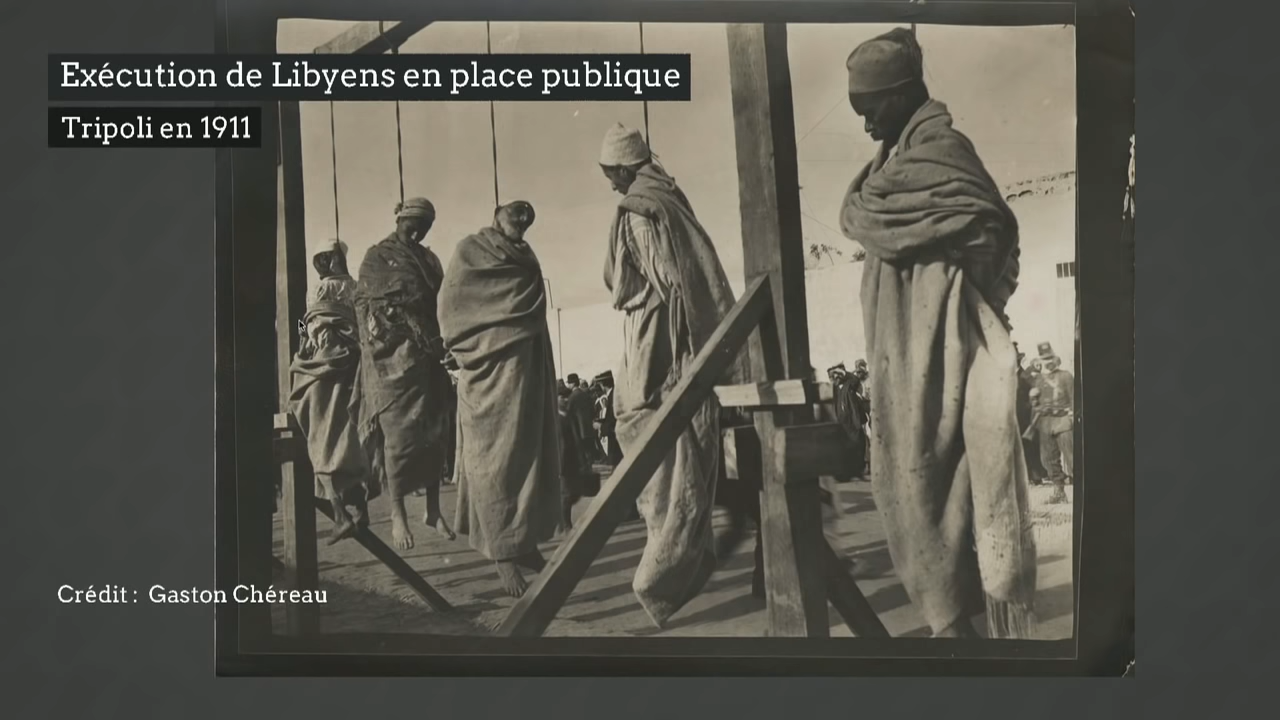 Exécution de Libyens en place publique
Tripoli en 1911
Crédit : Gaston Chéreau